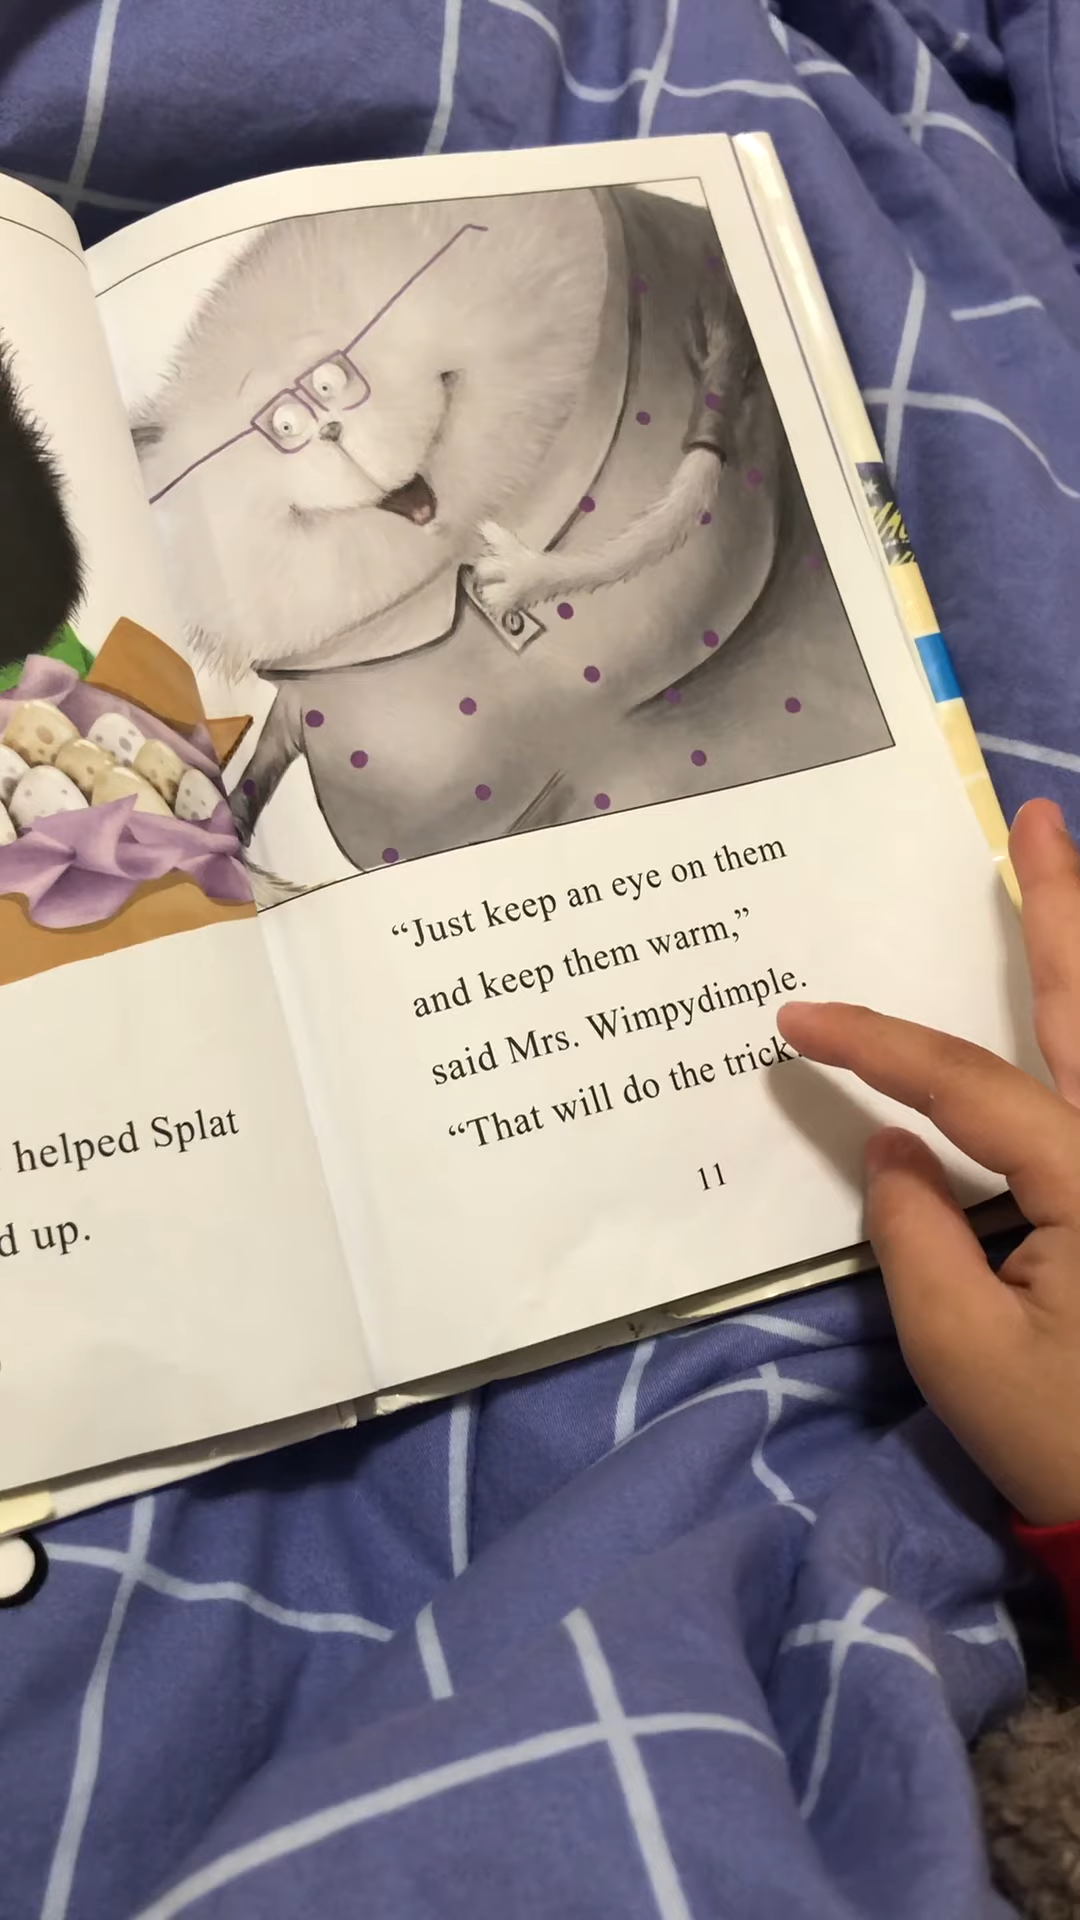 helped Splat
d up.
“Just keep an eye on them
and keep them warm,”
said Mrs. Wimpydimple.
“That will do the trick.
11